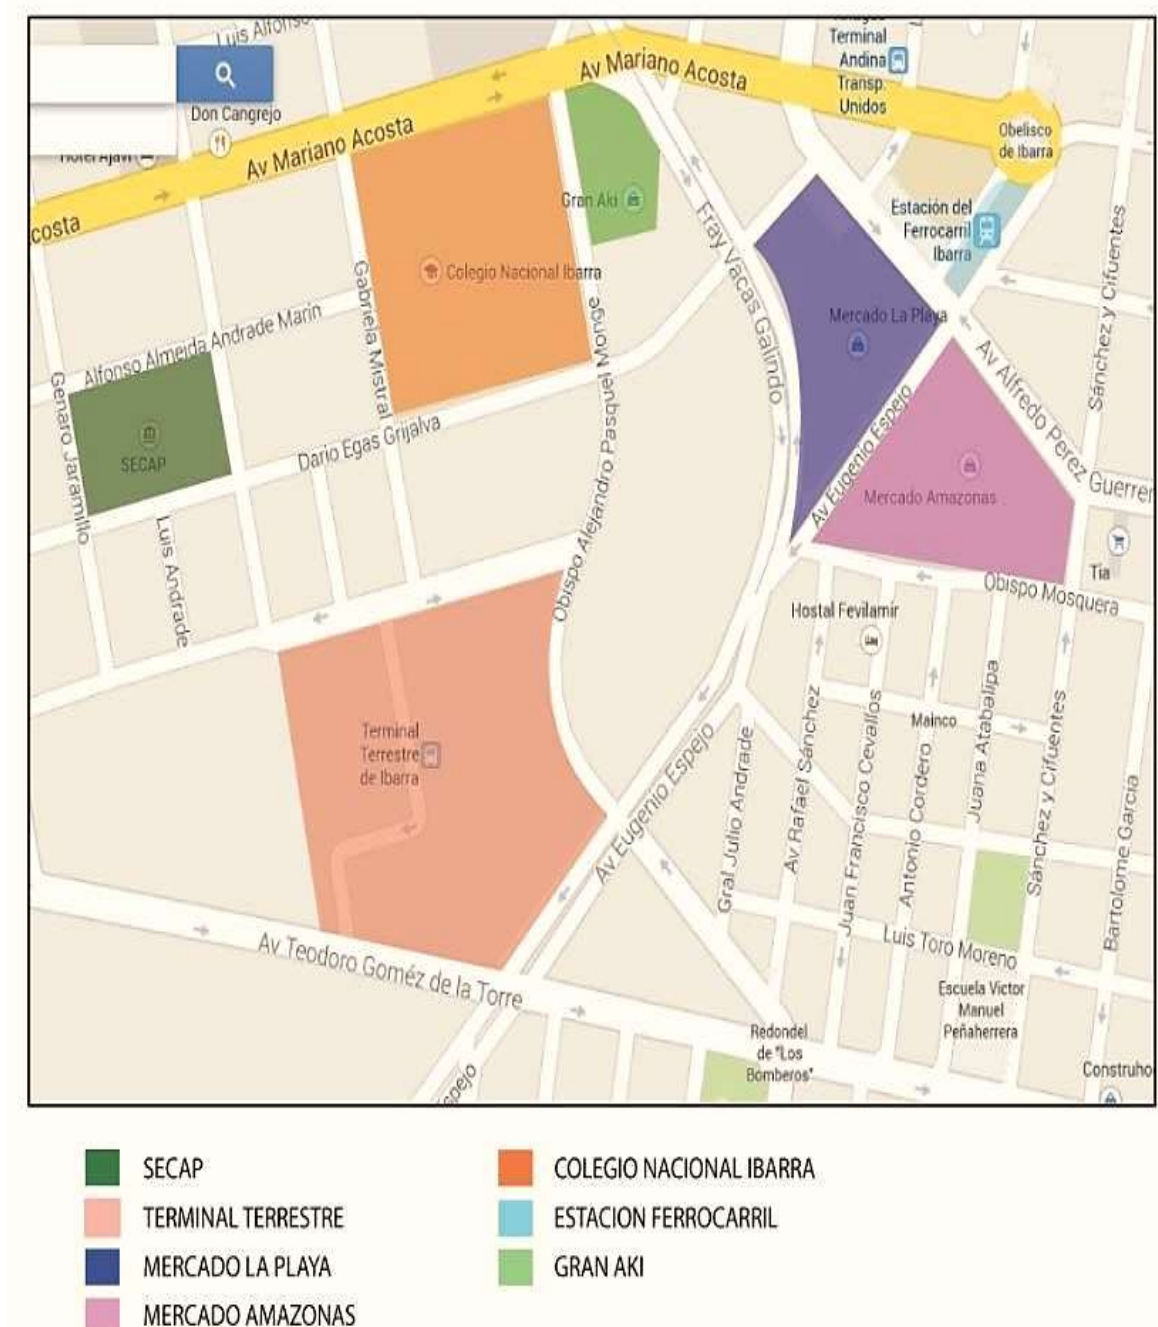 Luis Alfonso
Av Mariano Acosta
Terminal
Andina
Transp.
Unidos
Don Cangrejo
Hotel Ajavi
Av Mariano Acosta
Obelisco
de Ibarra
costa
Gran Aki
Fray Vacas Galindo
Estación del
Ferrocarril
Ibarra
Colegio Nacional Ibarra
Gabriela Mistral
Sánchez y Cifuentes
Alfonso Almeida Andrade Marin
Mercado La Playa
Obispo Alejandro Pasquel Monge
Av Alfredo Perez Guerrer
Genaro Jaramillo
SECAP
Dario Egas Grijalva
Av Eugenio Espejo
Mercado Amazonas
Luis Andrade
Tia
Obispo Mosquera
Hostal Fevilamir
Terminal
Terrestre
de Ibarra
Mainco
Av Eugenio Espejo
Gral Julio Andrade
Av Rafael Sánchez
Juan Francisco Cevallos
Antonio Cordero
Juana Atabalipa
Sánchez y Cifuentes
Bartolome Garcia
Av Teodoro Goméz de la Torre
Luis Toro Moreno
Escuela Victor
Manuel
Peñaherrera
Redondel
de "Los
Bomberos"
Construho
spejo
SECAP
TERMINAL TERRESTRE
MERCADO LA PLAYA
MERCADO AMAZONAS
COLEGIO NACIONAL IBARRA
ESTACION FERROCARRIL
GRAN AKI